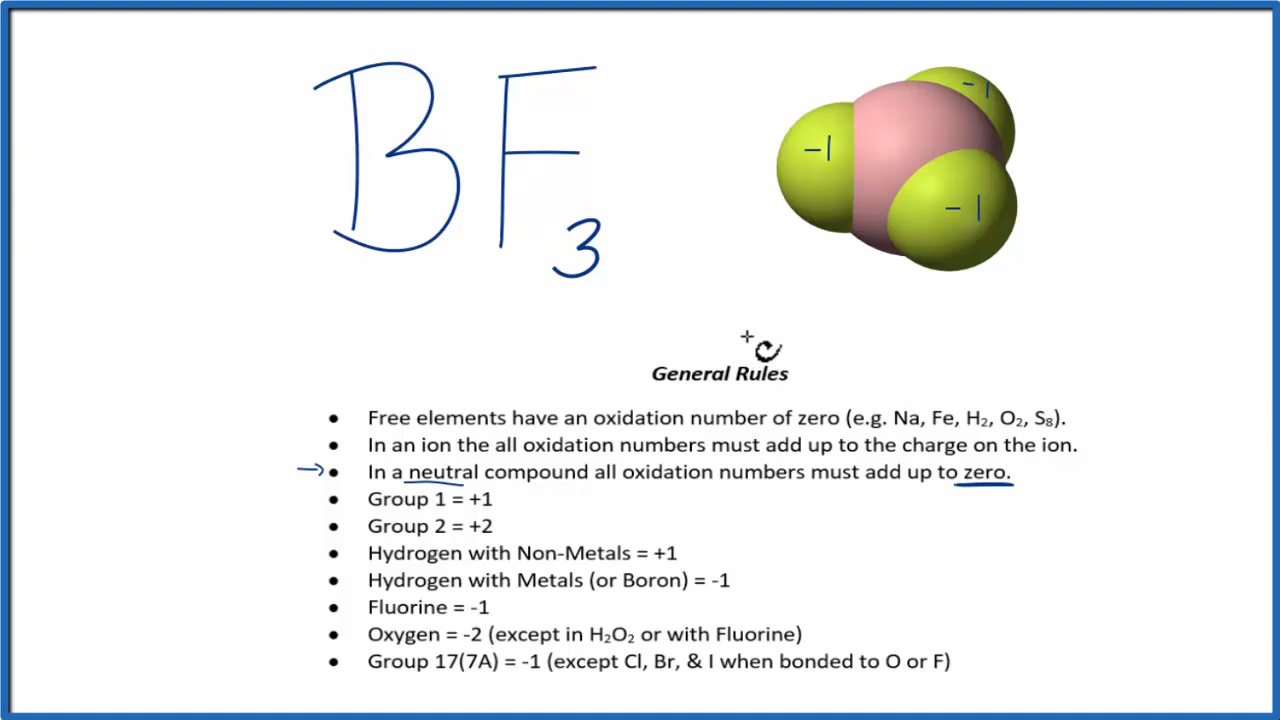 BF₃
-1
-1
-1
General Rules
• Free elements have an oxidation number of zero (e.g. Na, Fe, H₂, O₂, S₈).
• In an ion the all oxidation numbers must add up to the charge on the ion.
→ • In a neutral compound all oxidation numbers must add up to zero.
• Group 1 = +1
• Group 2 = +2
• Hydrogen with Non-Metals = +1
• Hydrogen with Metals (or Boron) = -1
• Fluorine = -1
• Oxygen = -2 (except in H₂O₂ or with Fluorine)
• Group 17(7A) = -1 (except Cl, Br, & I when bonded to O or F)